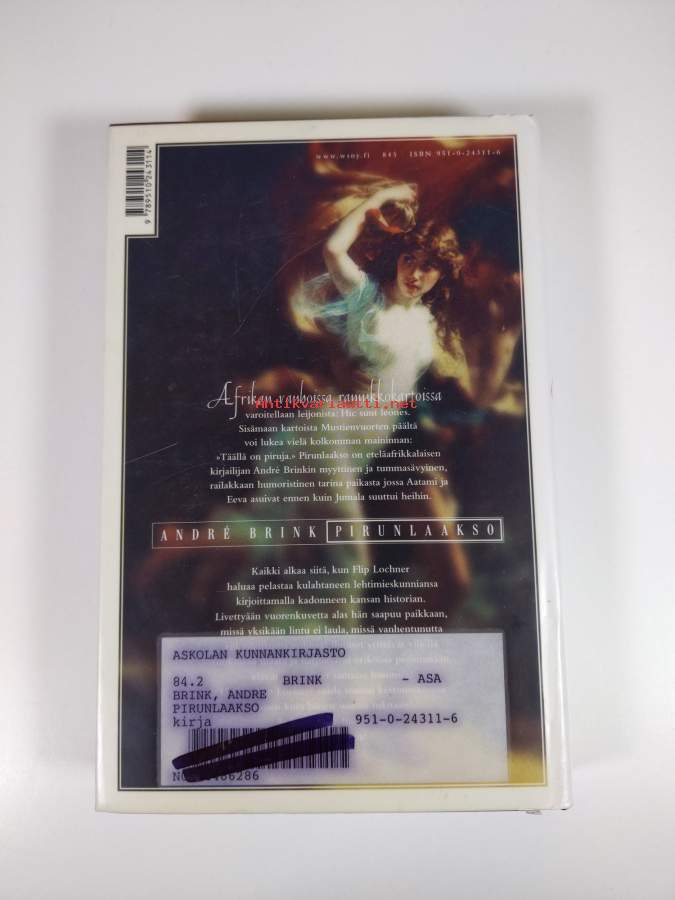 www.wsoy.fi 845 ISBN 951-0-24311-6
9 789510 243114
Æfrikan vanhoissa rannikkokartoissa
Antikvariaatti.net
varoitellaan leijonista: Hic sunt leones.
Sisämaan kartoista Mustienvuorten päältä
voi lukea vielä kolkomman maininnan:
»Täällä on piruja.» Pirunlaakso on eteläafrikkalaisen
kirjailijan André Brinkin myyttinen ja tummasävyinen,
railakkaan humoristinen tarina paikasta jossa Aatami ja
Eeva asuivat ennen kuin Jumala suuttui heihin.
ANDRÉ BRINK PIRUNLAAKSO
Kaikki alkaa siitä, kun Flip Lochner
haluaa pelastaa kulahtaneen lehtimieskunniansa
kirjoittamalla kadonneen kansan historian.
Livettyään vuorenkuvetta alas hän saapuu paikkaan,
missä yksikään lintu ei laula, missä vanhentunutta
ASKOLAN KUNNANKIRJASTO
84.2 BRINK - ASA
BRINK, ANDRE
PIRUNLAAKSO
kirja 951-0-24311-6